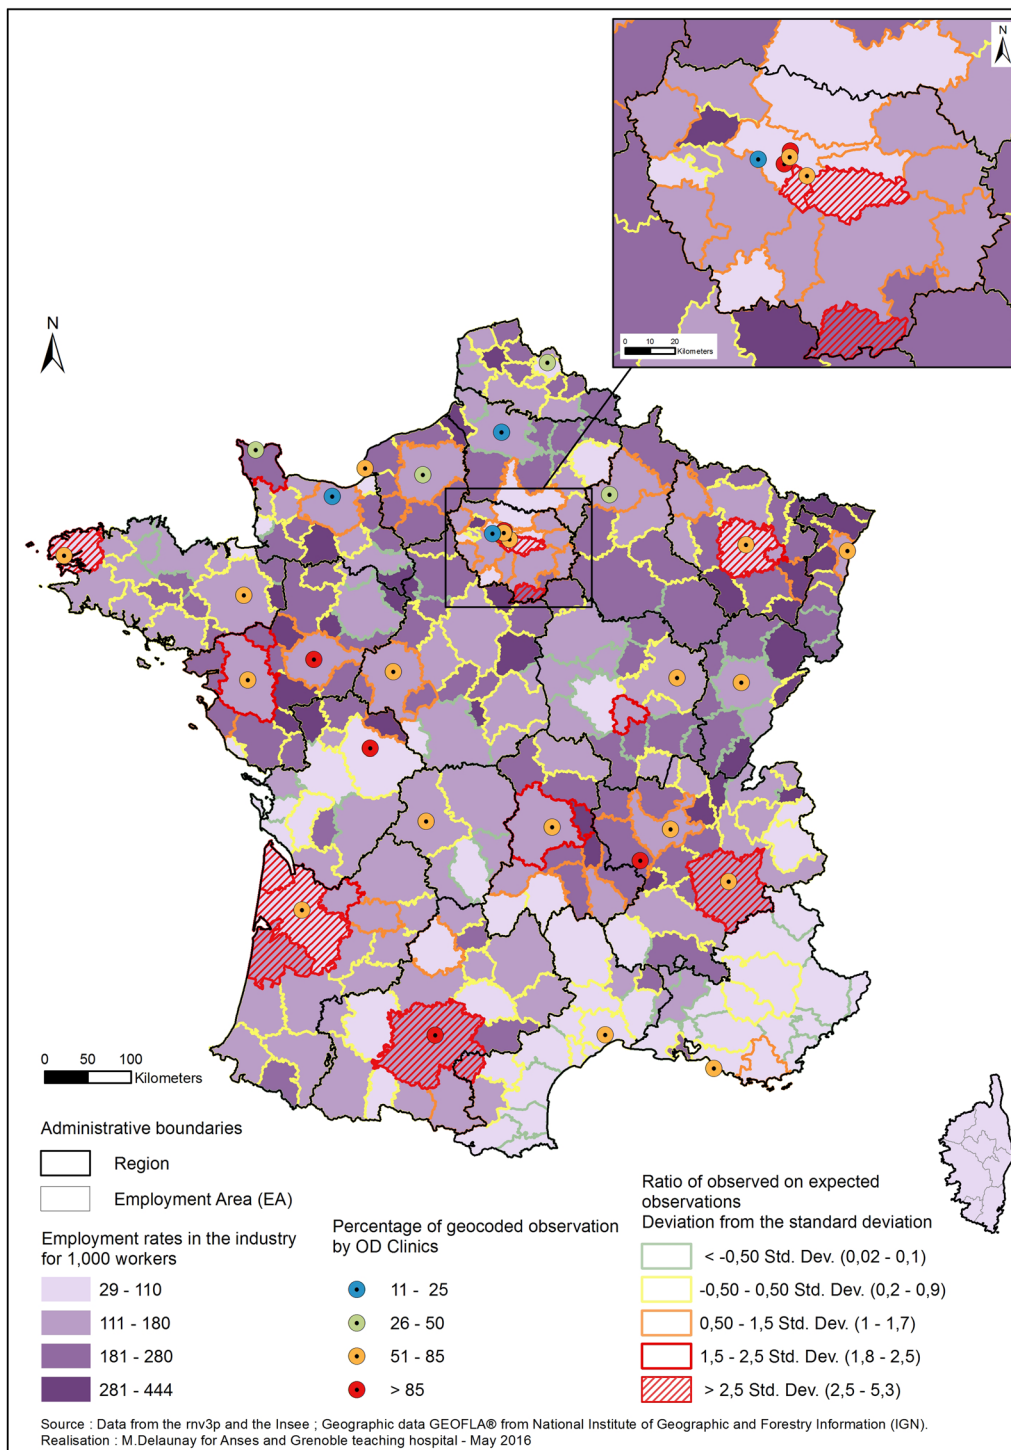 N
0 10 20
Kilometers
N
0 50 100
Kilometers
Administrative boundaries
Region
Employment Area (EA)
Employment rates in the industry
for 1,000 workers
29 - 110
111 - 180
181 - 280
281 - 444
Percentage of geocoded observation
by OD Clinics
11 - 25
26 - 50
51 - 85
> 85
Ratio of observed on expected
observations
Deviation from the standard deviation
< -0,50 Std. Dev. (0,02 - 0,1)
-0,50 - 0,50 Std. Dev. (0,2 - 0,9)
0,50 - 1,5 Std. Dev. (1 - 1,7)
1,5 - 2,5 Std. Dev. (1,8 - 2,5)
> 2,5 Std. Dev. (2,5 - 5,3)
Source : Data from the rnv3p and the Insee ; Geographic data GEOFLA® from National Institute of Geographic and Forestry Information (IGN).
Realisation : M.Delaunay for Anses and Grenoble teaching hospital - May 2016